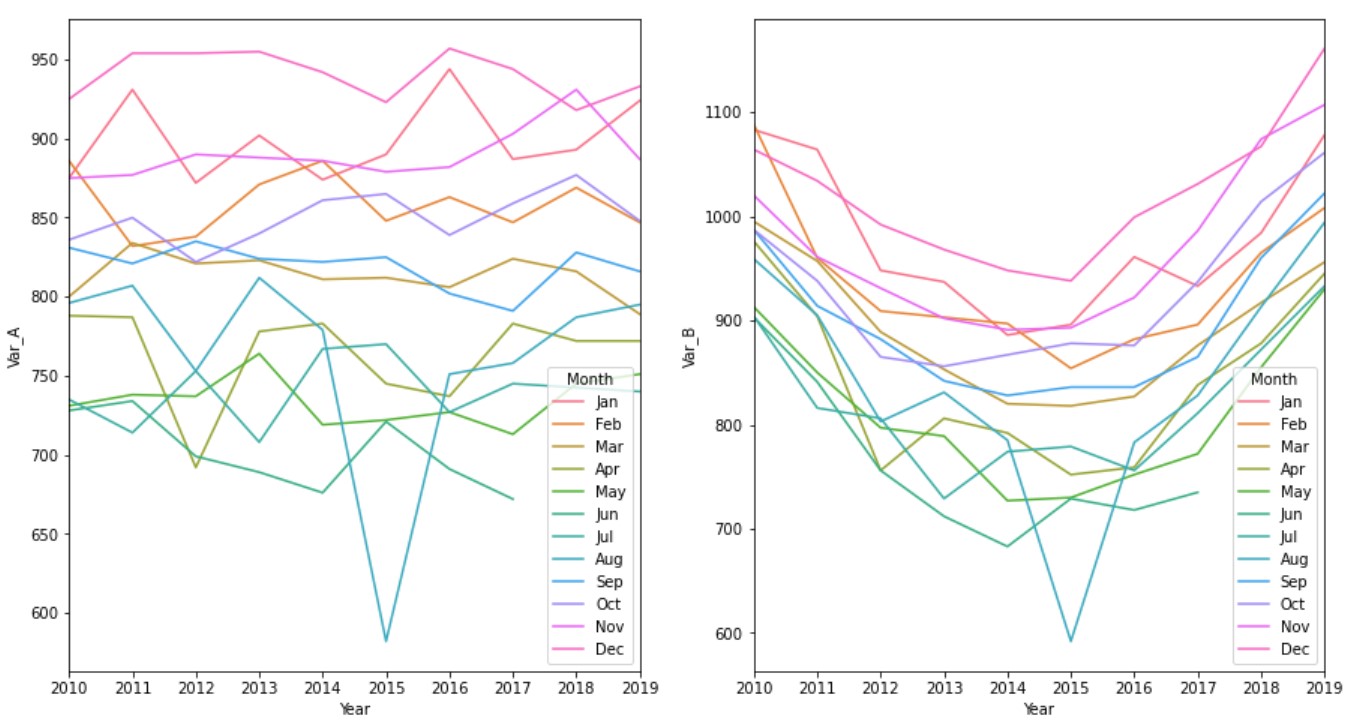 950
900
850
800
750
700
650
600
Var_A
2010 2011 2012 2013 2014 2015 2016 2017 2018 2019
Year
Month
Jan
Feb
Mar
Apr
May
Jun
Jul
Aug
Sep
Oct
Nov
Dec
1100
1000
900
800
700
600
Var_B
2010 2011 2012 2013 2014 2015 2016 2017 2018 2019
Year
Month
Jan
Feb
Mar
Apr
May
Jun
Jul
Aug
Sep
Oct
Nov
Dec